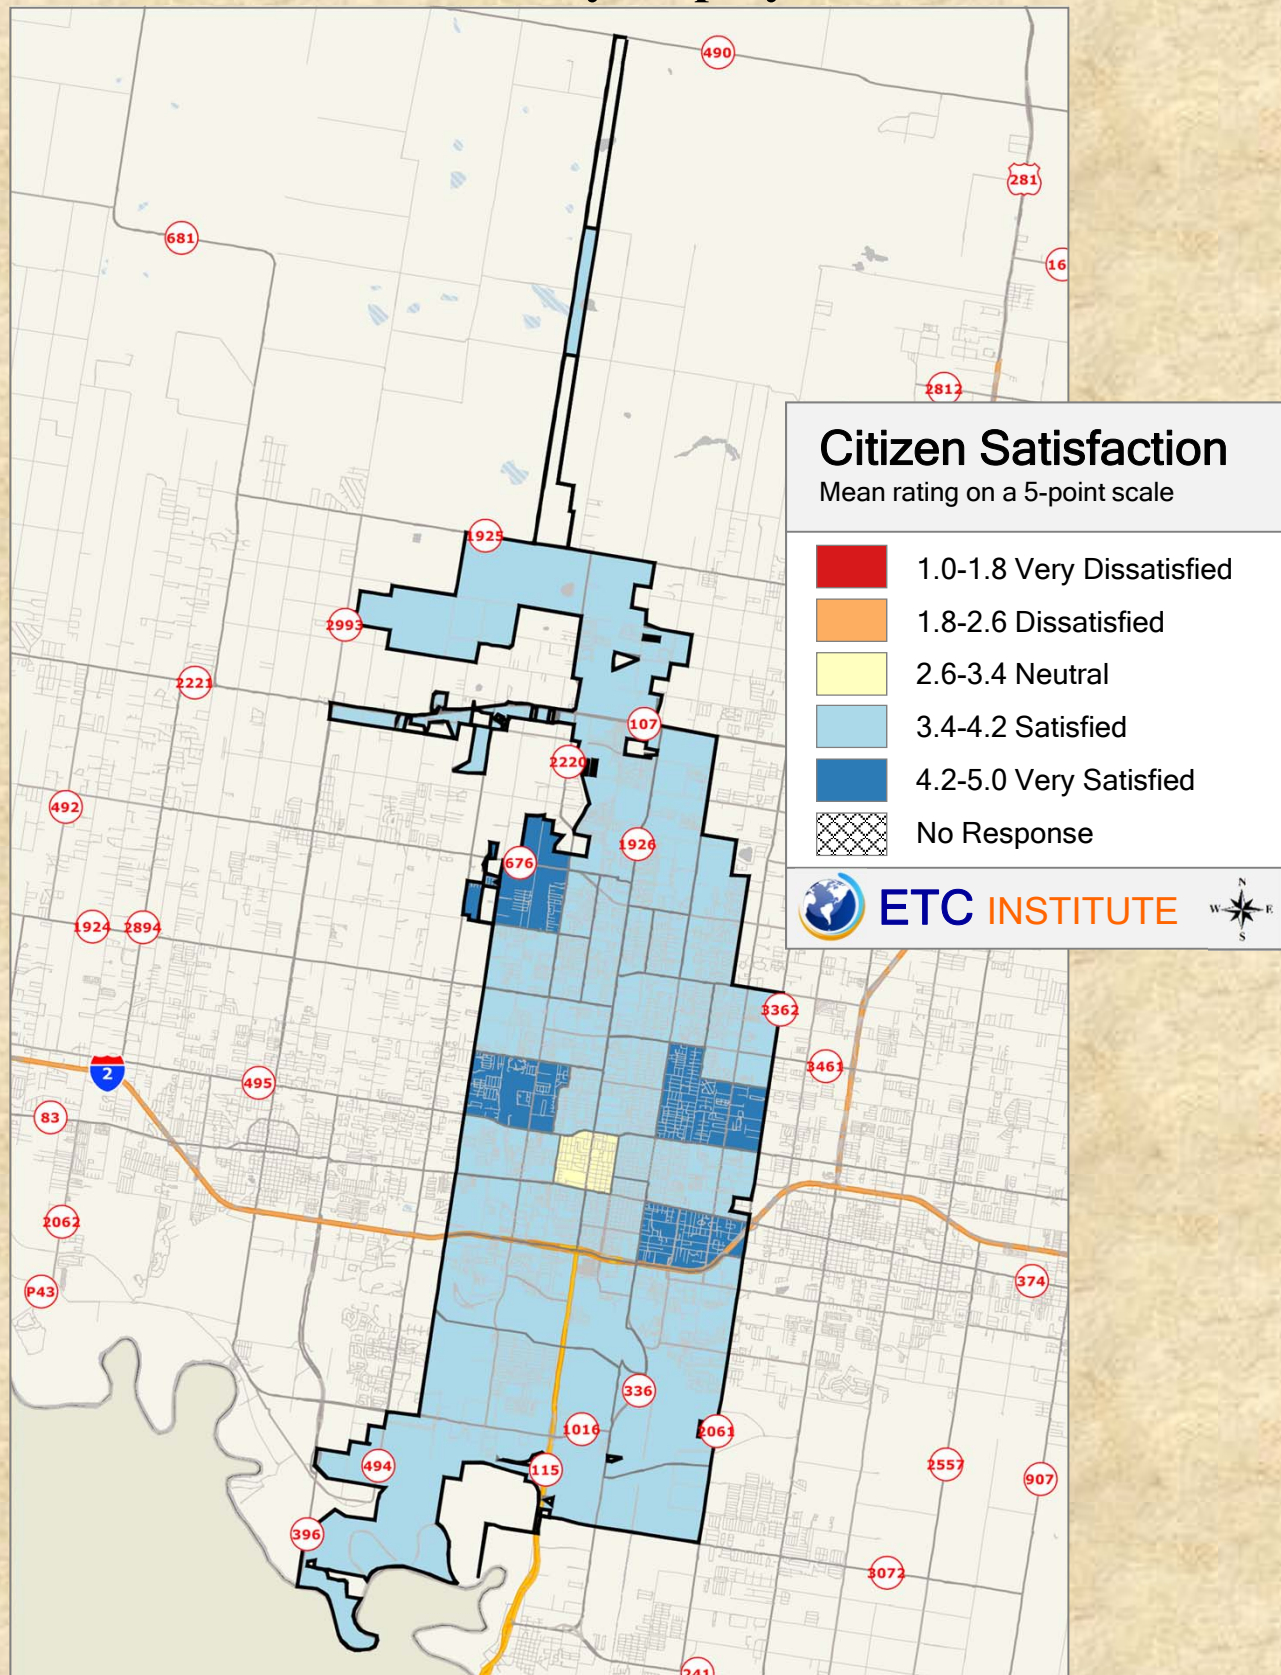 490
281
681
16
2812
Citizen Satisfaction
Mean rating on a 5-point scale
1.0-1.8 Very Dissatisfied
1.8-2.6 Dissatisfied
2.6-3.4 Neutral
3.4-4.2 Satisfied
4.2-5.0 Very Satisfied
No Response
ETC INSTITUTE
N
W E
S
1925
2993
2221
107
2220
492
1926
676
1924
2894
3362
2
495
3461
83
2062
P43
374
336
1016
2061
494
115
2557
907
396
3072
241